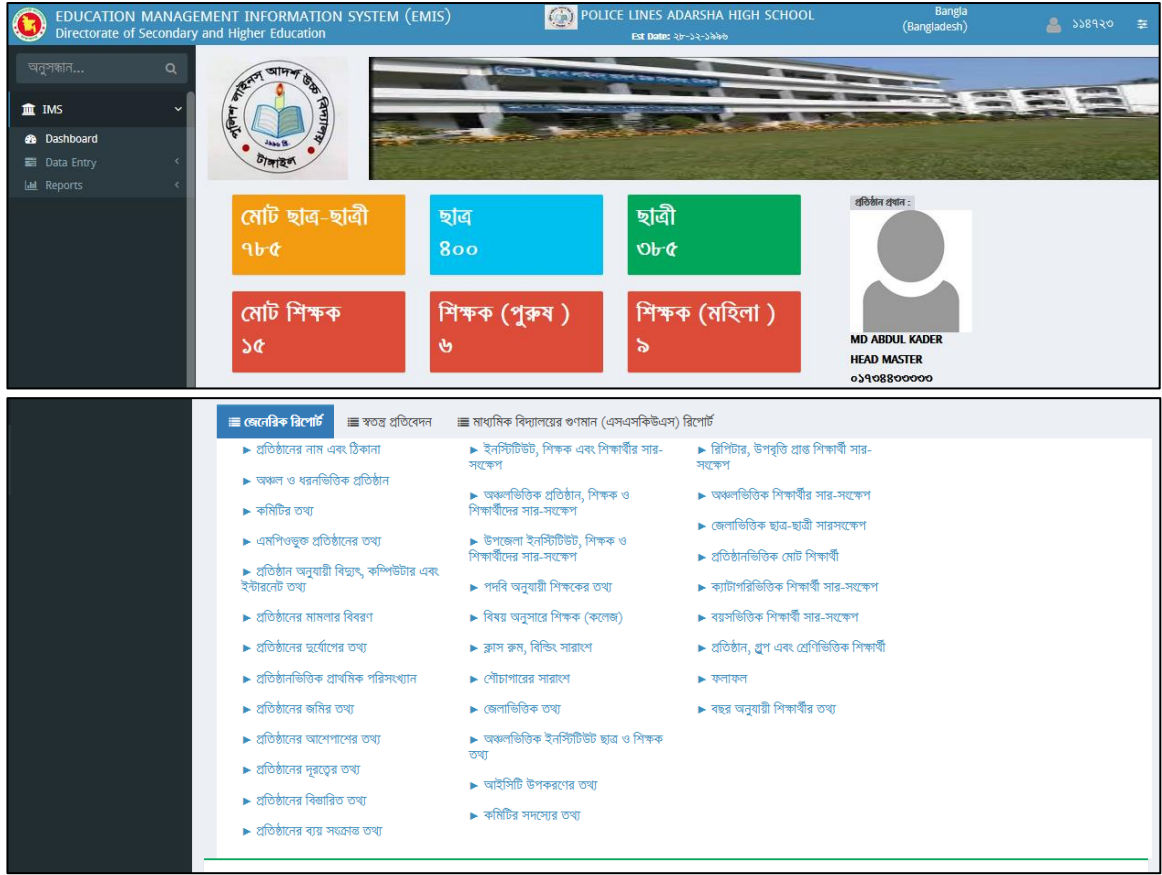 EDUCATION MANAGEMENT INFORMATION SYSTEM (EMIS)
Directorate of Secondary and Higher Education
POLICE LINES ADARSHA HIGH SCHOOL
Est Date: ২৮-১২-১৯৯৬
Bangla
(Bangladesh)
১১৪৭২৩
অনুসন্ধান...
IMS
Dashboard
Data Entry
Reports
পুলিশ লাইনস্ আদর্শ উচ্চ বিদ্যালয়
টাঙ্গাইল
মোট ছাত্র-ছাত্রী
৭৮৫
ছাত্র
৪০০
ছাত্রী
৩৮৫
প্রতিষ্ঠান প্রধান :
মোট শিক্ষক
১৫
শিক্ষক (পুরুষ )
৬
শিক্ষক (মহিলা )
৯
MD ABDUL KADER
HEAD MASTER
০১৭৩৪৪৩৩৩৩৩
জেনেরিক রিপোর্ট
স্বতন্ত্র প্রতিবেদন
মাধ্যমিক বিদ্যালয়ের গুণমান (এসএসকিউএস) রিপোর্ট
► প্রতিষ্ঠানের নাম এবং ঠিকানা
► অঞ্চল ও ধরনভিত্তিক প্রতিষ্ঠান
► কমিটির তথ্য
► এমপিওভুক্ত প্রতিষ্ঠানের তথ্য
► প্রতিষ্ঠান অনুযায়ী বিদ্যুৎ, কম্পিউটার এবং
ইন্টারনেট তথ্য
► প্রতিষ্ঠানের মামলার বিবরণ
► প্রতিষ্ঠানের দুর্যোগের তথ্য
► প্রতিষ্ঠানভিত্তিক প্রাথমিক পরিসংখ্যান
► প্রতিষ্ঠানের জমির তথ্য
► প্রতিষ্ঠানের আশেপাশের তথ্য
► প্রতিষ্ঠানের দূরত্বের তথ্য
► প্রতিষ্ঠানের বিস্তারিত তথ্য
► প্রতিষ্ঠানের ব্যয় সংক্রান্ত তথ্য
► ইনস্টিটিউট, শিক্ষক এবং শিক্ষার্থীর সার-
সংক্ষেপ
► অঞ্চলভিত্তিক প্রতিষ্ঠান, শিক্ষক ও
শিক্ষার্থীদের সার-সংক্ষেপ
► উপজেলা ইনস্টিটিউট, শিক্ষক ও
শিক্ষার্থীদের সার-সংক্ষেপ
► পদবি অনুযায়ী শিক্ষকের তথ্য
► বিষয় অনুসারে শিক্ষক (কলেজ)
► ক্লাস রুম, বিল্ডিং সারাংশ
► শৌচাগারের সারাংশ
► জেলাভিত্তিক তথ্য
► অঞ্চলভিত্তিক ইনস্টিটিউট ছাত্র ও শিক্ষক
তথ্য
► আইসিটি উপকরণের তথ্য
► কমিটির সদস্যের তথ্য
► রিপিটার, উপবৃত্তি প্রাপ্ত শিক্ষার্থী সার-
সংক্ষেপ
► অঞ্চলভিত্তিক শিক্ষার্থীর সার-সংক্ষেপ
► জেলাভিত্তিক ছাত্র-ছাত্রী সারসংক্ষেপ
► প্রতিষ্ঠানভিত্তিক মোট শিক্ষার্থী
► ক্যাটাগরিভিত্তিক শিক্ষার্থী সার-সংক্ষেপ
► বয়সভিত্তিক শিক্ষার্থী সার-সংক্ষেপ
► প্রতিষ্ঠান, গ্রুপ এবং শ্রেণিভিত্তিক শিক্ষার্থী
► ফলাফল
► বছর অনুযায়ী শিক্ষার্থীর তথ্য